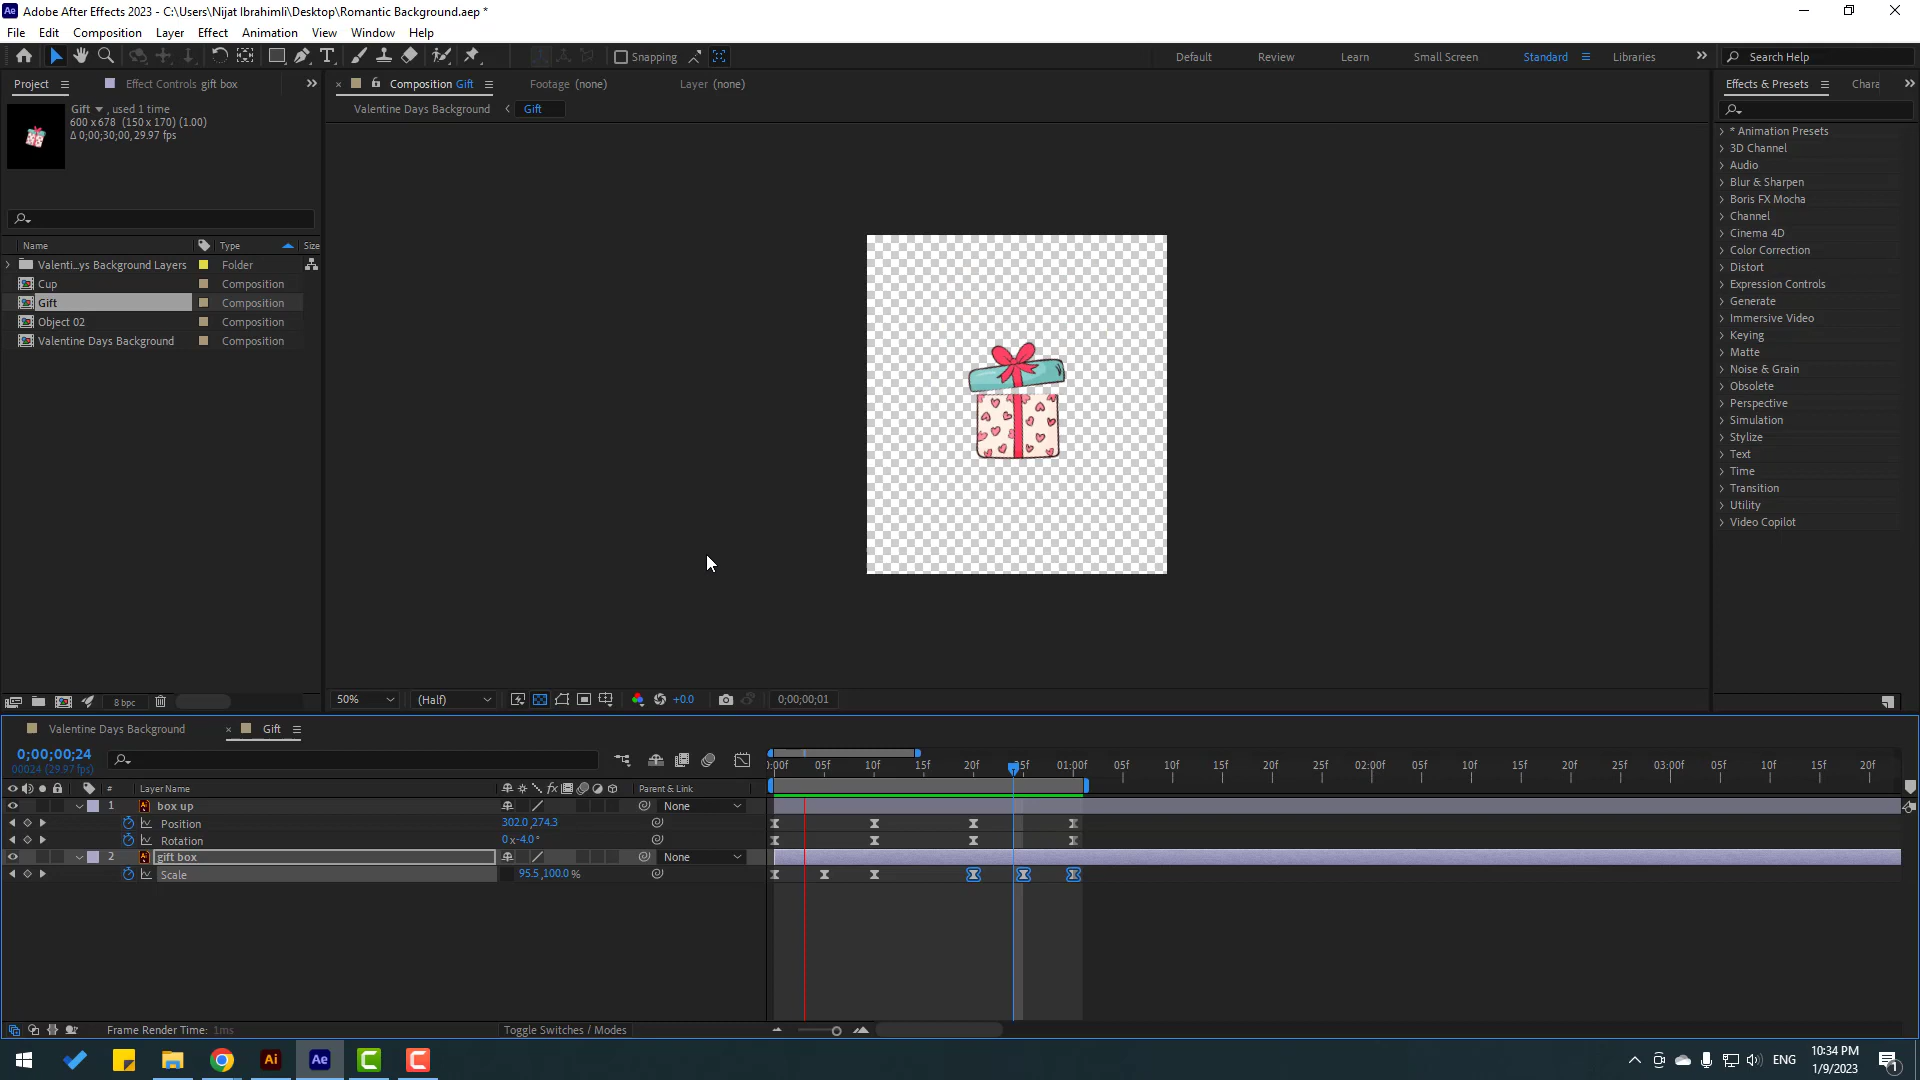 Adobe After Effects 2023 - C:\Users\Nijat Ibrahimli\Desktop\Romantic Background.aep *
File Edit Composition Layer Effect Animation View Window Help
Snapping
Default Review Learn Small Screen Standard Libraries
Search Help
Project Effect Controls gift box
Composition Gift Footage (none) Layer (none)
Effects & Presets Chara
Valentine Days Background Gift
Gift , used 1 time
600 x 678 (150 x 170) (1.00)
Δ 0;00;30;00, 29.97 fps
Name Type Size
Valenti...ys Background Layers Folder
Cup Composition
Gift Composition
Object 02 Composition
Valentine Days Background Composition
* Animation Presets
3D Channel
Audio
Blur & Sharpen
Boris FX Mocha
Channel
Cinema 4D
Color Correction
Distort
Expression Controls
Generate
Immersive Video
Keying
Matte
Noise & Grain
Obsolete
Perspective
Simulation
Stylize
Text
Time
Transition
Utility
Video Copilot
8 bpc
50% (Half) +0.0 0;00;00;01
Valentine Days Background Gift
0;00;00;24
00024 (29.97 fps)
# Layer Name Parent & Link
):00f 05f 10f 15f 20f 25f 01:00f 05f 10f 15f 20f 25f 02:00f 05f 10f 15f 20f 25f 03:00f 05f 10f 15f 20f
1 box up None
Position 302.0,274.3
Rotation 0x-4.0°
2 gift box None
Scale 95.5,100.0%
Frame Render Time: 1ms
Toggle Switches / Modes
Ai Ae
ENG
10:34 PM
1/9/2023
1